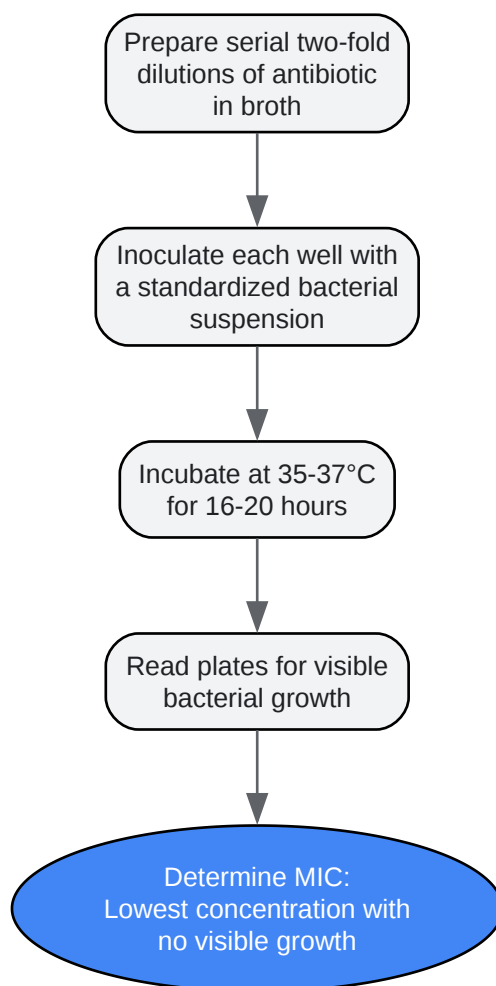 Prepare serial two-fold
dilutions of antibiotic
in broth
Inoculate each well with
a standardized bacterial
suspension
Incubate at 35-37°C
for 16-20 hours
Read plates for visible
bacterial growth
Determine MIC:
Lowest concentration with
no visible growth